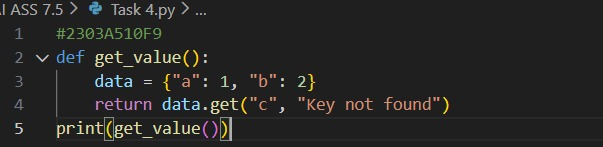 I ASS 7.5 > Task 4.py > ...
1 #2303A510F9
2 def get_value():
3     data = {"a": 1, "b": 2}
4     return data.get("c", "Key not found")
5 print(get_value())